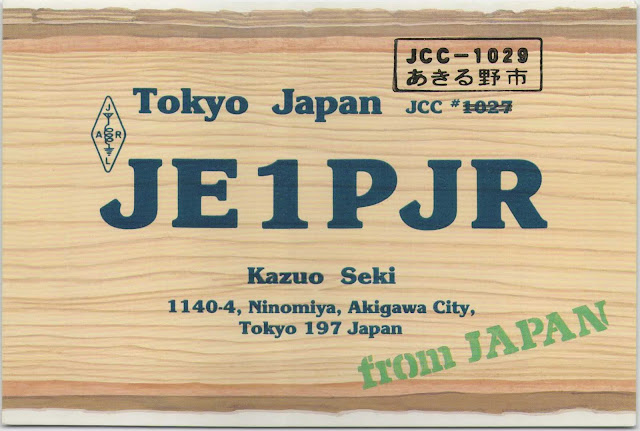 JCC-1029
あきる野市
Tokyo Japan JCC #1027
J
A R
L
JE1PJR
Kazuo Seki
1140-4, Ninomiya, Akigawa City,
Tokyo 197 Japan
from JAPAN